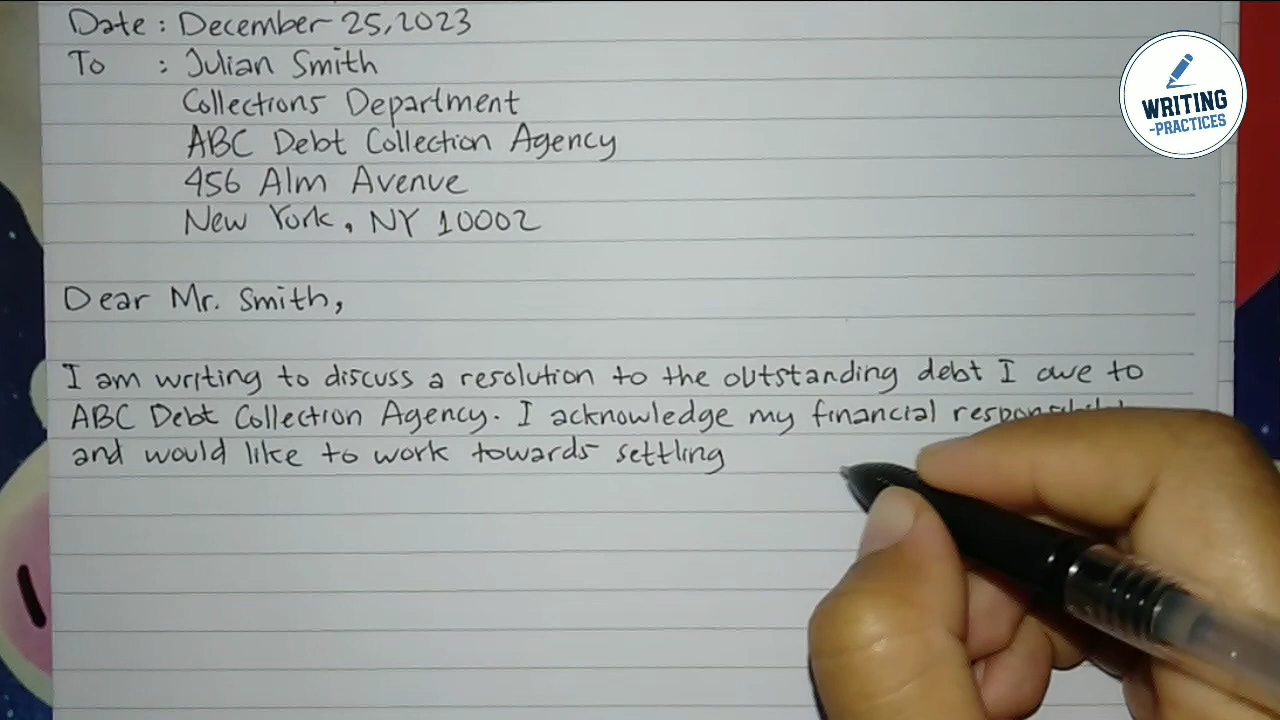 Date : December 25, 2023
To : Julian Smith
Collections Department
ABC Debt Collection Agency
456 Alm Avenue
New York, NY 10002
Dear Mr. Smith,
I am writing to discuss a resolution to the outstanding debt I owe to
ABC Debt Collection Agency. I acknowledge my financial
and would like to work towards settling
WRITING
-PRACTICES